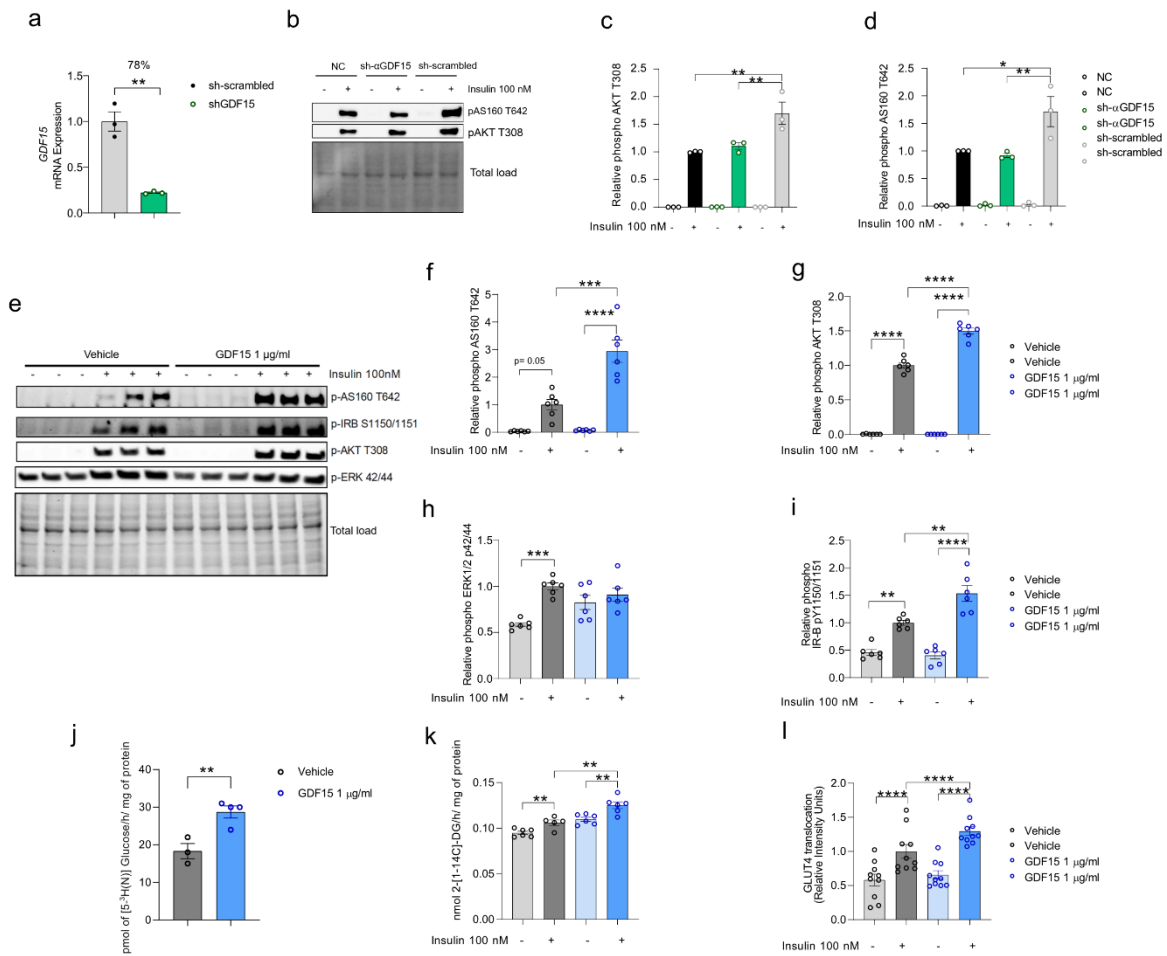 a
78%
**
GDF15
mRNA Expression
1.5
1.0
0.5
0.0
sh-scrambled
shGDF15
b
NC
sh-αGDF15
sh-scrambled
- + - + - +
Insulin 100 nM
pAS160 T642
pAKT T308
Total load
c
Relative phospho AKT T308
2.5
2.0
1.5
1.0
0.5
0.0
**
**
Insulin 100 nM
- + - + - +
d
Relative phospho AS160 T642
2.5
2.0
1.5
1.0
0.5
0.0
*
**
Insulin 100 nM
- + - + - +
NC
NC
sh-αGDF15
sh-αGDF15
sh-scrambled
sh-scrambled
e
Vehicle
GDF15 1 μg/ml
- - - + + + - - - + + +
Insulin 100nM
p-AS160 T642
p-IRB S1150/1151
p-AKT T308
p-ERK 42/44
Total load
f
Relative phospho AS160 T642
5
4
3
2
1
0
p= 0.05
***
****
- + - +
Insulin 100 nM
g
Relative phospho AKT T308
2.0
1.5
1.0
0.5
0.0
****
****
****
Insulin 100 nM
- + - +
Vehicle
Vehicle
GDF15 1 μg/ml
GDF15 1 μg/ml
h
Relative phospho ERK1/2 p42/44
1.5
1.0
0.5
0.0
***
Insulin 100 nM
- + - +
i
Relative phospho
IR-B pY1150/1151
2.5
2.0
1.5
1.0
0.5
0.0
**
**
****
Insulin 100 nM
- + - +
Vehicle
Vehicle
GDF15 1 μg/ml
GDF15 1 μg/ml
j
pmol of [5-³H(N)] Glucose/h/ mg of protein
40
30
20
10
0
**
Vehicle
GDF15 1 μg/ml
k
nmol 2-[1-14C]-DG/h/ mg of protein
0.15
0.10
0.05
0.00
**
**
**
Insulin 100 nM
- + - +
l
GLUT4 translocation
(Relative Intensity Units)
2.0
1.5
1.0
0.5
0.0
****
****
****
Insulin 100 nM
- + - +
Vehicle
Vehicle
GDF15 1 μg/ml
GDF15 1 μg/ml